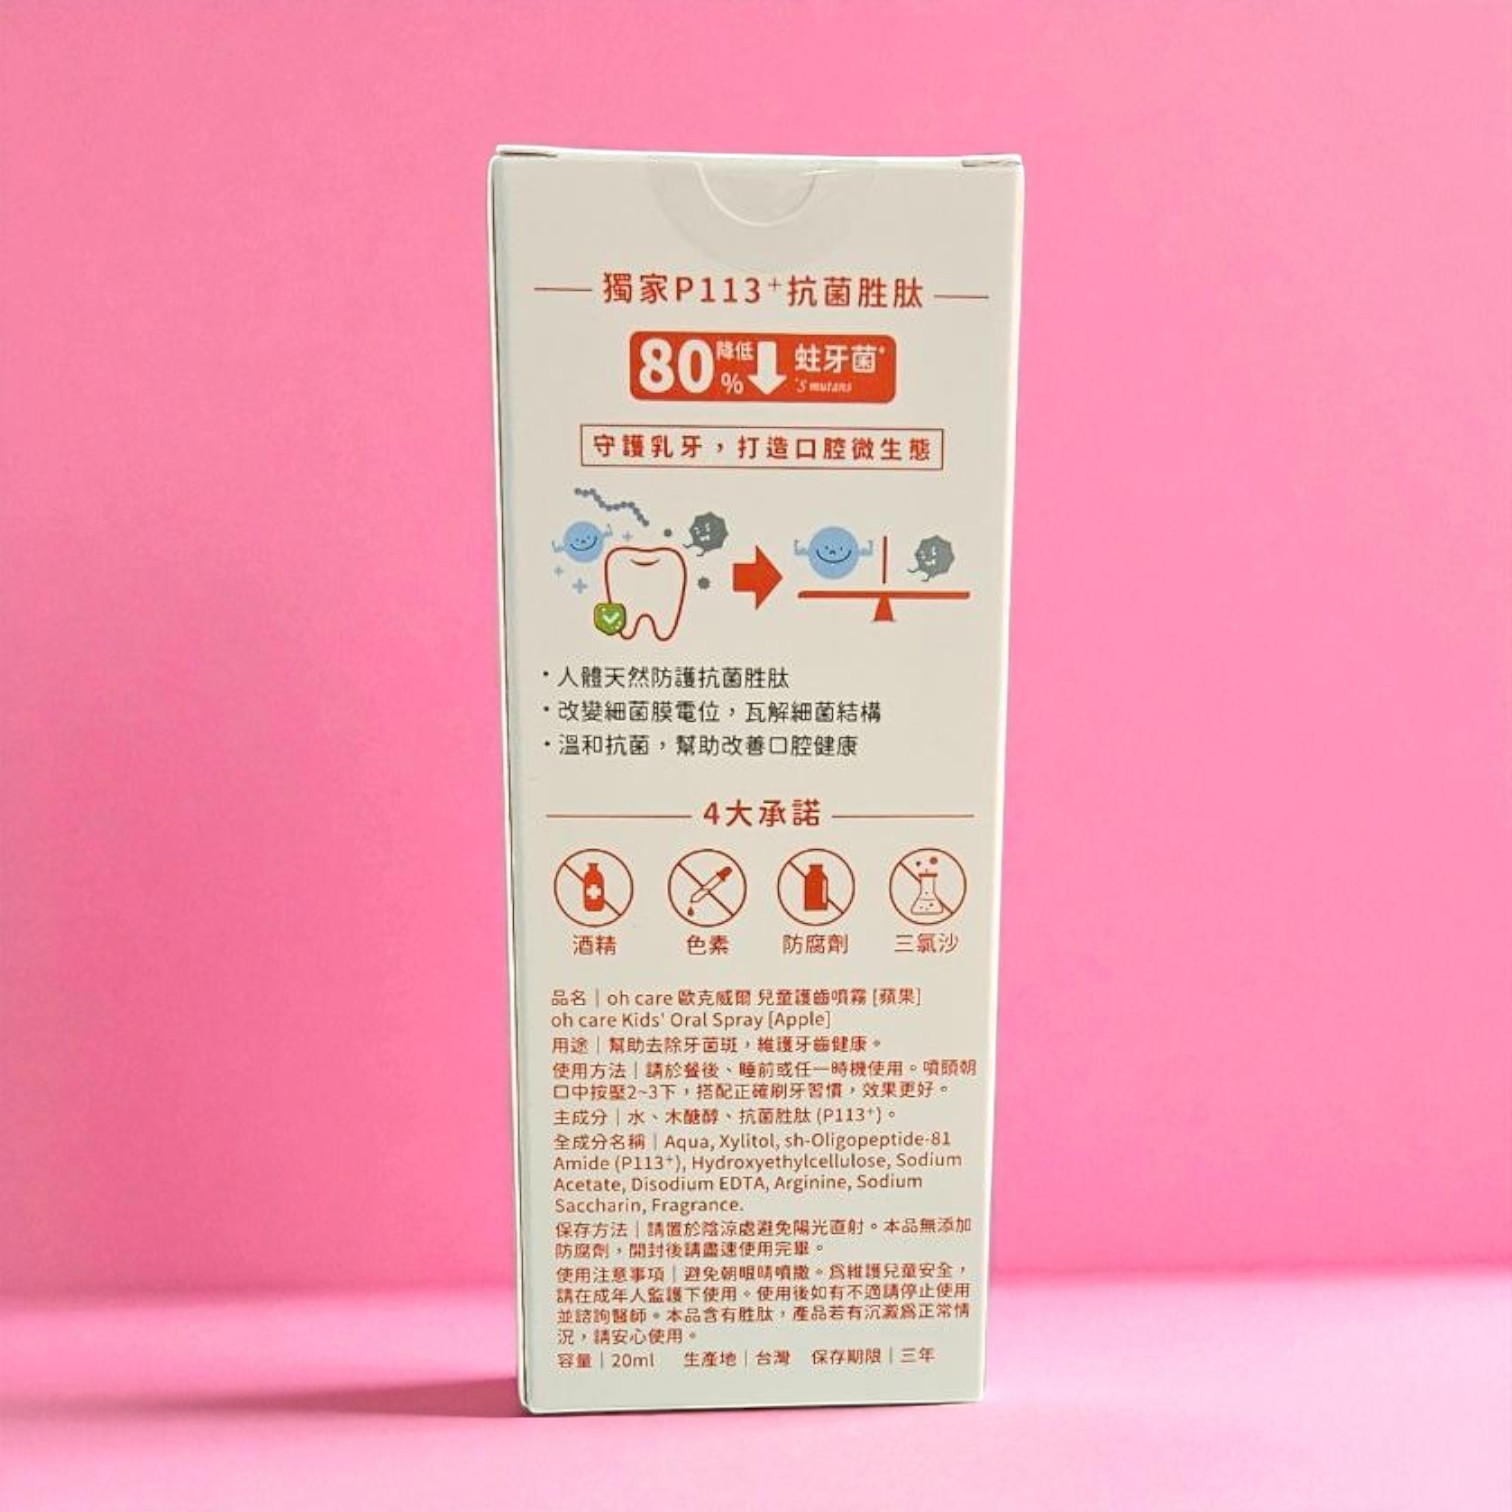 獨家P113⁺抗菌胜肽
80%降低 蛀牙菌*
*S mutans
守護乳牙，打造口腔微生態
・人體天然防護抗菌胜肽
・改變細菌膜電位，瓦解細菌結構
・溫和抗菌，幫助改善口腔健康
4大承諾
酒精 色素 防腐劑 三氯沙
品名｜oh care 歐克威爾 兒童護齒噴霧 [蘋果]
oh care Kids' Oral Spray [Apple]
用途｜幫助去除牙菌斑，維護牙齒健康。
使用方法｜請於餐後、睡前或任一時機使用。噴頭朝
口中按壓2~3下，搭配正確刷牙習慣，效果更好。
主成分｜水、木醣醇、抗菌胜肽 (P113⁺)。
全成分名稱｜Aqua, Xylitol, sh-Oligopeptide-81
Amide (P113⁺), Hydroxyethylcellulose, Sodium
Acetate, Disodium EDTA, Arginine, Sodium
Saccharin, Fragrance.
保存方法｜請置於陰涼處避免陽光直射。本品無添加
防腐劑，開封後請盡速使用完畢。
使用注意事項｜避免朝眼睛噴撒。為維護兒童安全，
請在成年人監護下使用。使用後如有不適請停止使用
並諮詢醫師。本品含有胜肽，產品若有沉澱為正常情
況，請安心使用。
容量｜20ml 生產地｜台灣 保存期限｜三年